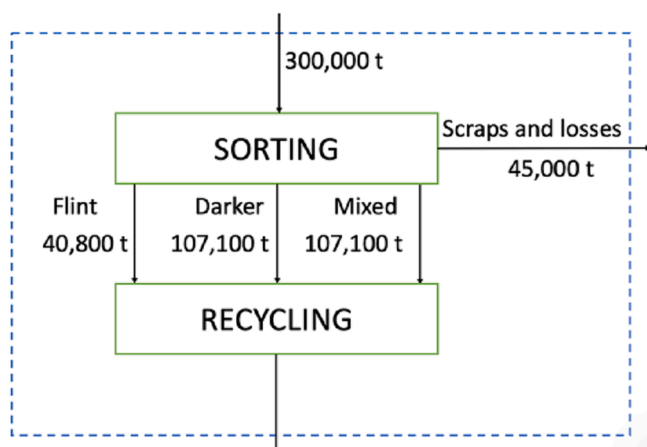 300,000 t
SORTING
Scraps and losses
45,000 t
Flint
40,800 t
Darker
107,100 t
Mixed
107,100 t
RECYCLING